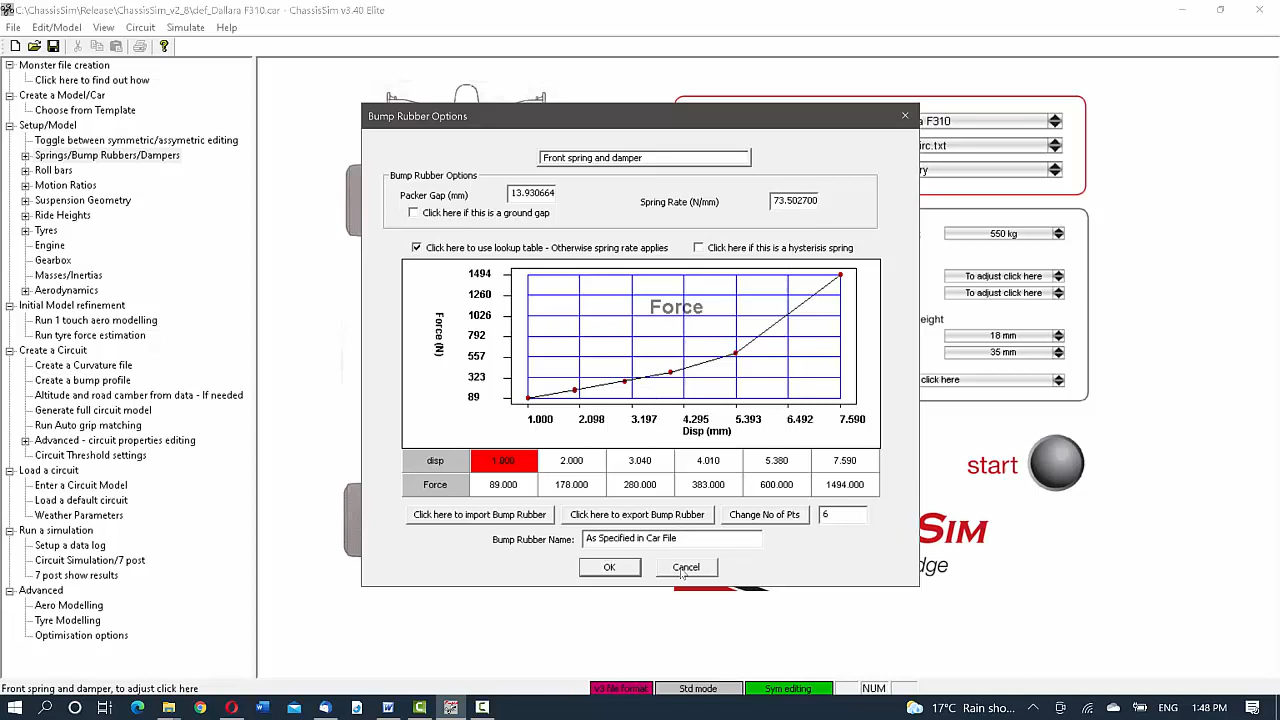 C:\ChassisSim\Release\ChassisSim_v2_8\def_Dallara F310.car - ChassisSim v3.40 Elite
File Edit/Model View Circuit Simulate Help
Monster file creation
Click here to find out how
Create a Model/Car
Choose from Template
Setup/Model
Toggle between symmetric/assymetric editing
Springs/Bump Rubbers/Dampers
Roll bars
Motion Ratios
Suspension Geometry
Ride Heights
Tyres
Engine
Gearbox
Masses/Inertias
Aerodynamics
Initial Model refinement
Run 1 touch aero modelling
Run tyre force estimation
Create a Circuit
Create a Curvature file
Create a bump profile
Altitude and road camber from data - If needed
Generate full circuit model
Run Auto grip matching
Advanced - circuit properties editing
Circuit Threshold settings
Load a circuit
Enter a Circuit Model
Load a default circuit
Weather Parameters
Run a simulation
Setup a data log
Circuit Simulation/7 post
7 post show results
Advanced
Aero Modelling
Tyre Modelling
Optimisation options
Bump Rubber Options
Front spring and damper
Bump Rubber Options
Packer Gap (mm) 13.930664
Spring Rate (N/mm) 73.502700
Click here if this is a ground gap
Click here to use lookup table - Otherwise spring rate applies
Click here if this is a hysterisis spring
Force
Force (N)
1494
1260
1026
792
557
323
89
1.000 2.098 3.197 4.295 5.393 6.492 7.590
Disp (mm)
disp 1.000 2.000 3.040 4.010 5.380 7.590
Force 89.000 178.000 280.000 383.000 600.000 1494.000
Click here to import Bump Rubber Click here to export Bump Rubber Change No of Pts 6
Bump Rubber Name: As Specified in Car File
OK Cancel
F310
irc.txt
ry
550 kg
To adjust click here
To adjust click here
eight
18 mm
35 mm
click here
start
SIM
dge
Front spring and damper, to adjust click here
v3 file format Std mode Sym editing NUM
17°C Rain sho... ENG 1:48 PM